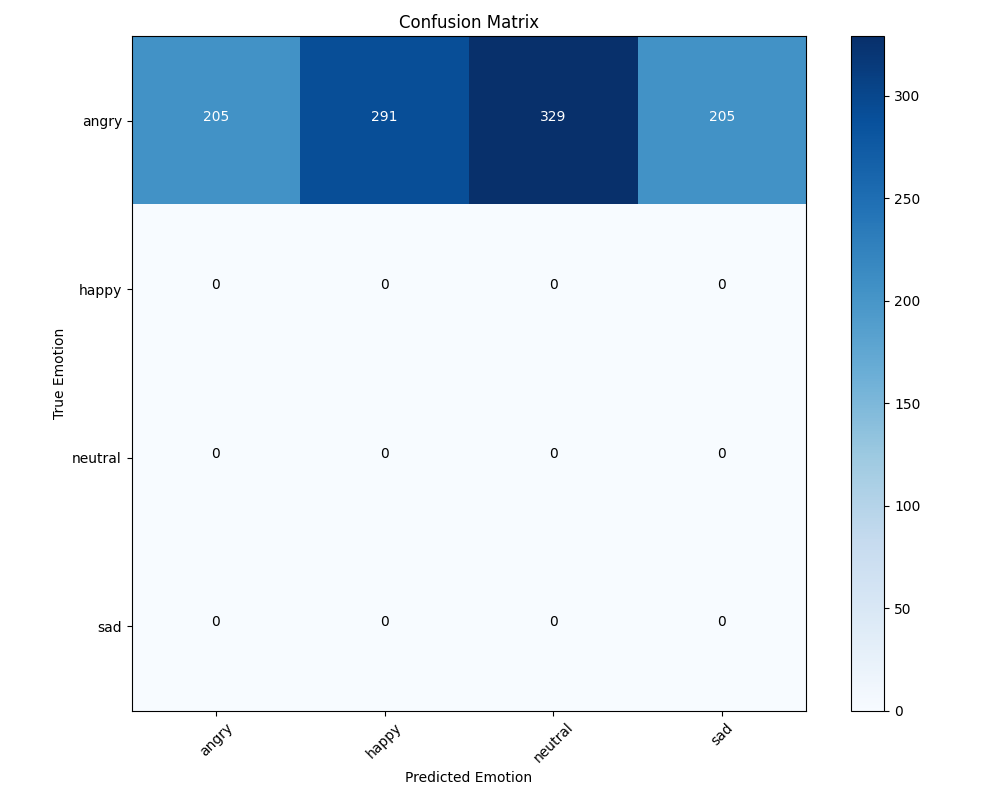 Confusion Matrix
angry 205 291 329 205
happy 0 0 0 0
neutral 0 0 0 0
sad 0 0 0 0
angry happy neutral sad
Predicted Emotion
True Emotion
300
250
200
150
100
50
0